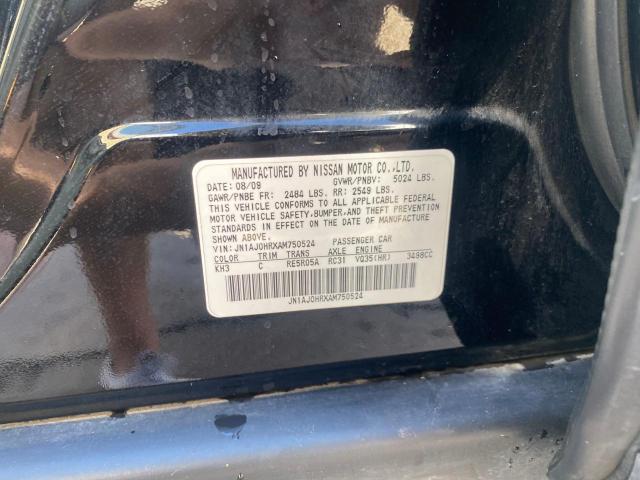 MANUFACTURED BY NISSAN MOTOR CO.,LTD.
DATE: 08/09 GVWR/PNBV: 5024 LBS.
GAWR/PNBE FR: 2484 LBS. RR: 2549 LBS.
THIS VEHICLE CONFORMS TO ALL APPLICABLE FEDERAL
MOTOR VEHICLE SAFETY,BUMPER,AND THEFT PREVENTION
STANDARDS IN EFFECT ON THE DATE OF MANUFACTURE
SHOWN ABOVE.
VIN: JN1AJ0HRXAM750524 PASSENGER CAR
COLOR TRIM TRANS AXLE ENGINE
KH3 C RE5R05A RC31 VQ35(HR) 3498CC
JN1AJ0HRXAM750524